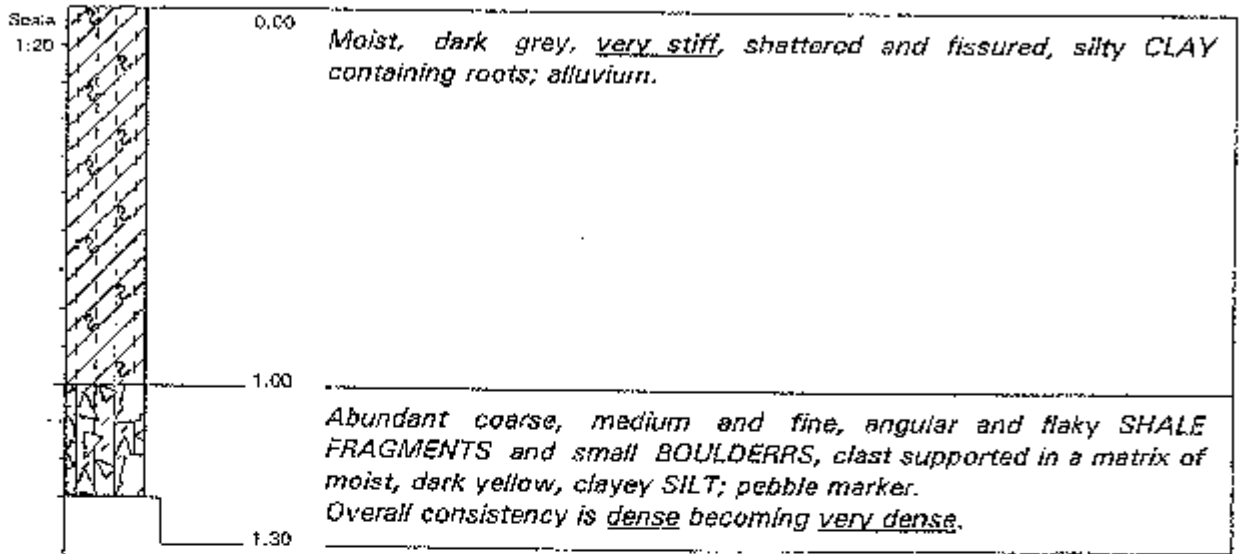 Scale
1:20
0.00
Moist, dark grey, very stiff, shattered and fissured, silty CLAY
containing roots; alluvium.
1.00
Abundant coarse, medium and fine, angular and flaky SHALE
FRAGMENTS and small BOULDERRS, clast supported in a matrix of
moist, dark yellow, clayey SILT; pebble marker.
Overall consistency is dense becoming very dense.
1.30